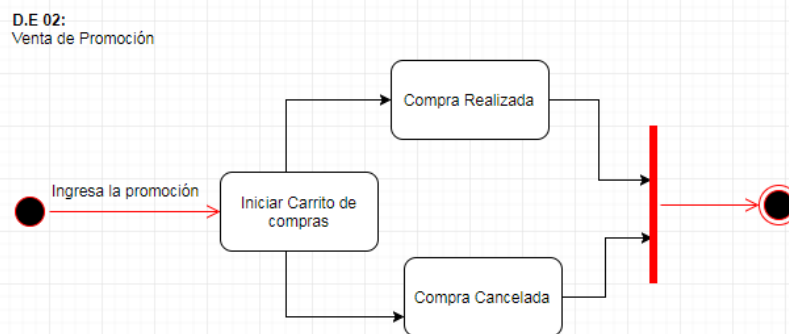 D.E 02:
Venta de Promoción
Compra Realizada
Ingresa la promoción
Iniciar Carrito de
compras
Compra Cancelada